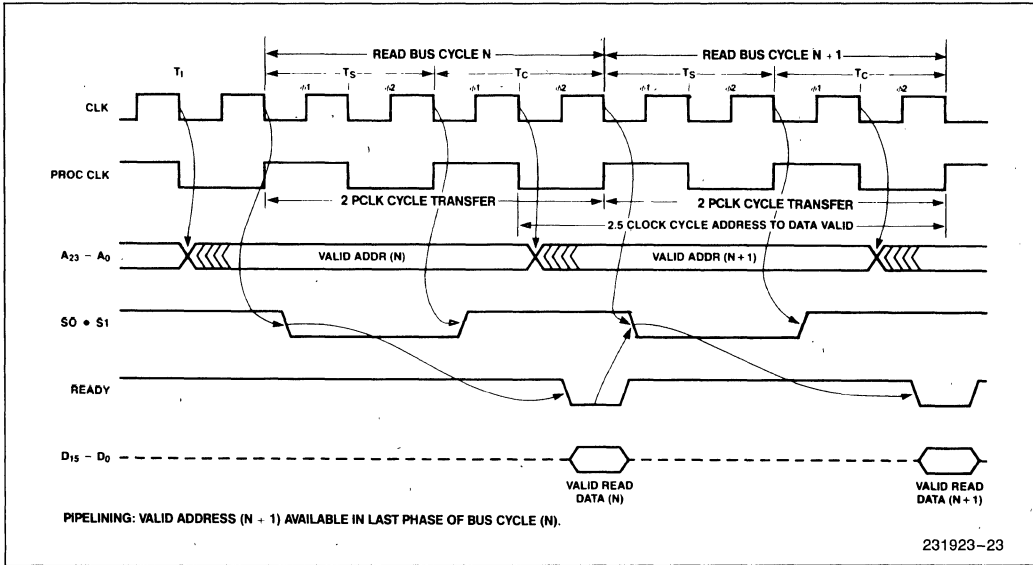 READ BUS CYCLE N
READ BUS CYCLE N + 1
TI
TS
TC
TS
TC
ϕ1
ϕ2
ϕ1
ϕ2
ϕ1
ϕ2
ϕ1
ϕ2
CLK
PROC CLK
2 PCLK CYCLE TRANSFER
2 PCLK CYCLE TRANSFER
2.5 CLOCK CYCLE ADDRESS TO DATA VALID
A23 – A0
VALID ADDR (N)
VALID ADDR (N+1)
S0 • S1
READY
D15 – D0
VALID READ
DATA (N)
VALID READ
DATA (N+1)
PIPELINING: VALID ADDRESS (N + 1) AVAILABLE IN LAST PHASE OF BUS CYCLE (N).
231923–23